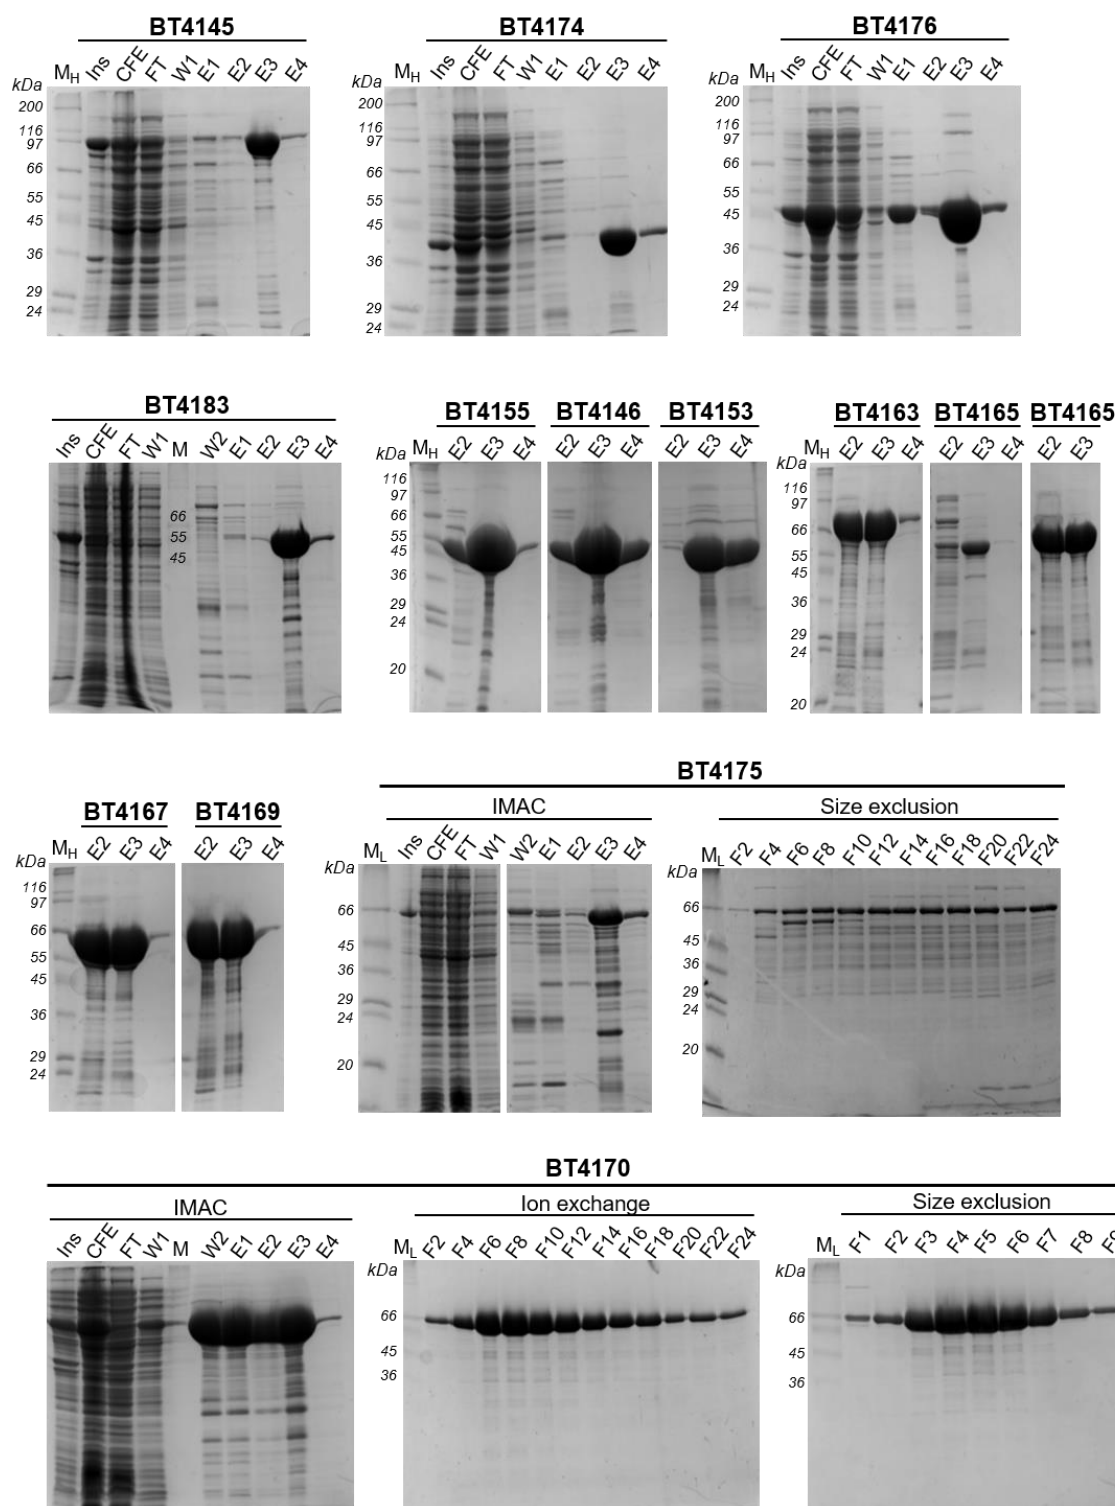 BT4145
M_H Ins CFE FT W1 E1 E2 E3 E4
kDa
200
116
97
66
55
45
36
29
24
BT4174
M_H Ins CFE FT W1 E1 E2 E3 E4
kDa
200
116
97
66
55
45
36
29
24
BT4176
M_H Ins CFE FT W1 E1 E2 E3 E4
kDa
200
116
97
66
55
45
36
29
24
BT4183
Ins CFE FT W1 M W2 E1 E2 E3 E4
66
55
45
BT4155 BT4146 BT4153
M_H E2 E3 E4 E2 E3 E4 E2 E3 E4
kDa
116
97
66
55
45
36
29
24
20
BT4163 BT4165 BT4165
M_H E2 E3 E4 E2 E3 E4 E2 E3
kDa
116
97
66
55
45
36
29
24
20
BT4167 BT4169
M_H E2 E3 E4 E2 E3 E4
kDa
116
97
66
55
45
36
29
24
BT4175
IMAC
M_L Ins CFE FT W1 W2 E1 E2 E3 E4
66
45
36
29
24
20
Size exclusion
M_L F2 F4 F6 F8 F10 F12 F14 F16 F18 F20 F22 F24
kDa
66
45
36
29
24
20
BT4170
IMAC
Ins CFE FT W1 M W2 E1 E2 E3 E4
Ion exchange
M_L F2 F4 F6 F8 F10 F12 F14 F16 F18 F20 F22 F24
kDa
66
45
36
Size exclusion
M_L F1 F2 F3 F4 F5 F6 F7 F8 F9
kDa
66
45
36